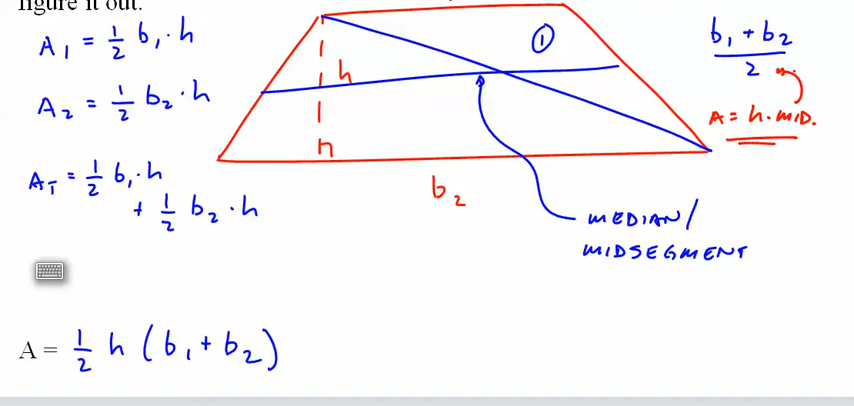 figure it out.
A₁ = 1/2 b₁ · h
A₂ = 1/2 b₂ · h
A_T = 1/2 b₁ · h
+ 1/2 b₂ · h
①
h
h
b₂
(b₁ + b₂)/2
A = h · MID.
MEDIAN/
MIDSEGMENT
A = 1/2 h (b₁ + b₂)